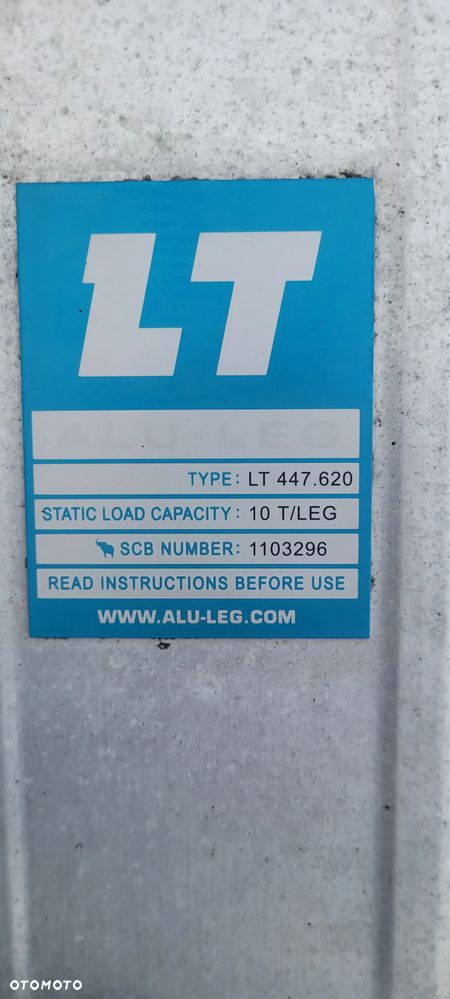 LT
ALU-LEG
TYPE: LT 447.620
STATIC LOAD CAPACITY: 10 T/LEG
SCB NUMBER: 1103296
READ INSTRUCTIONS BEFORE USE
WWW.ALU-LEG.COM
OTOMOTO